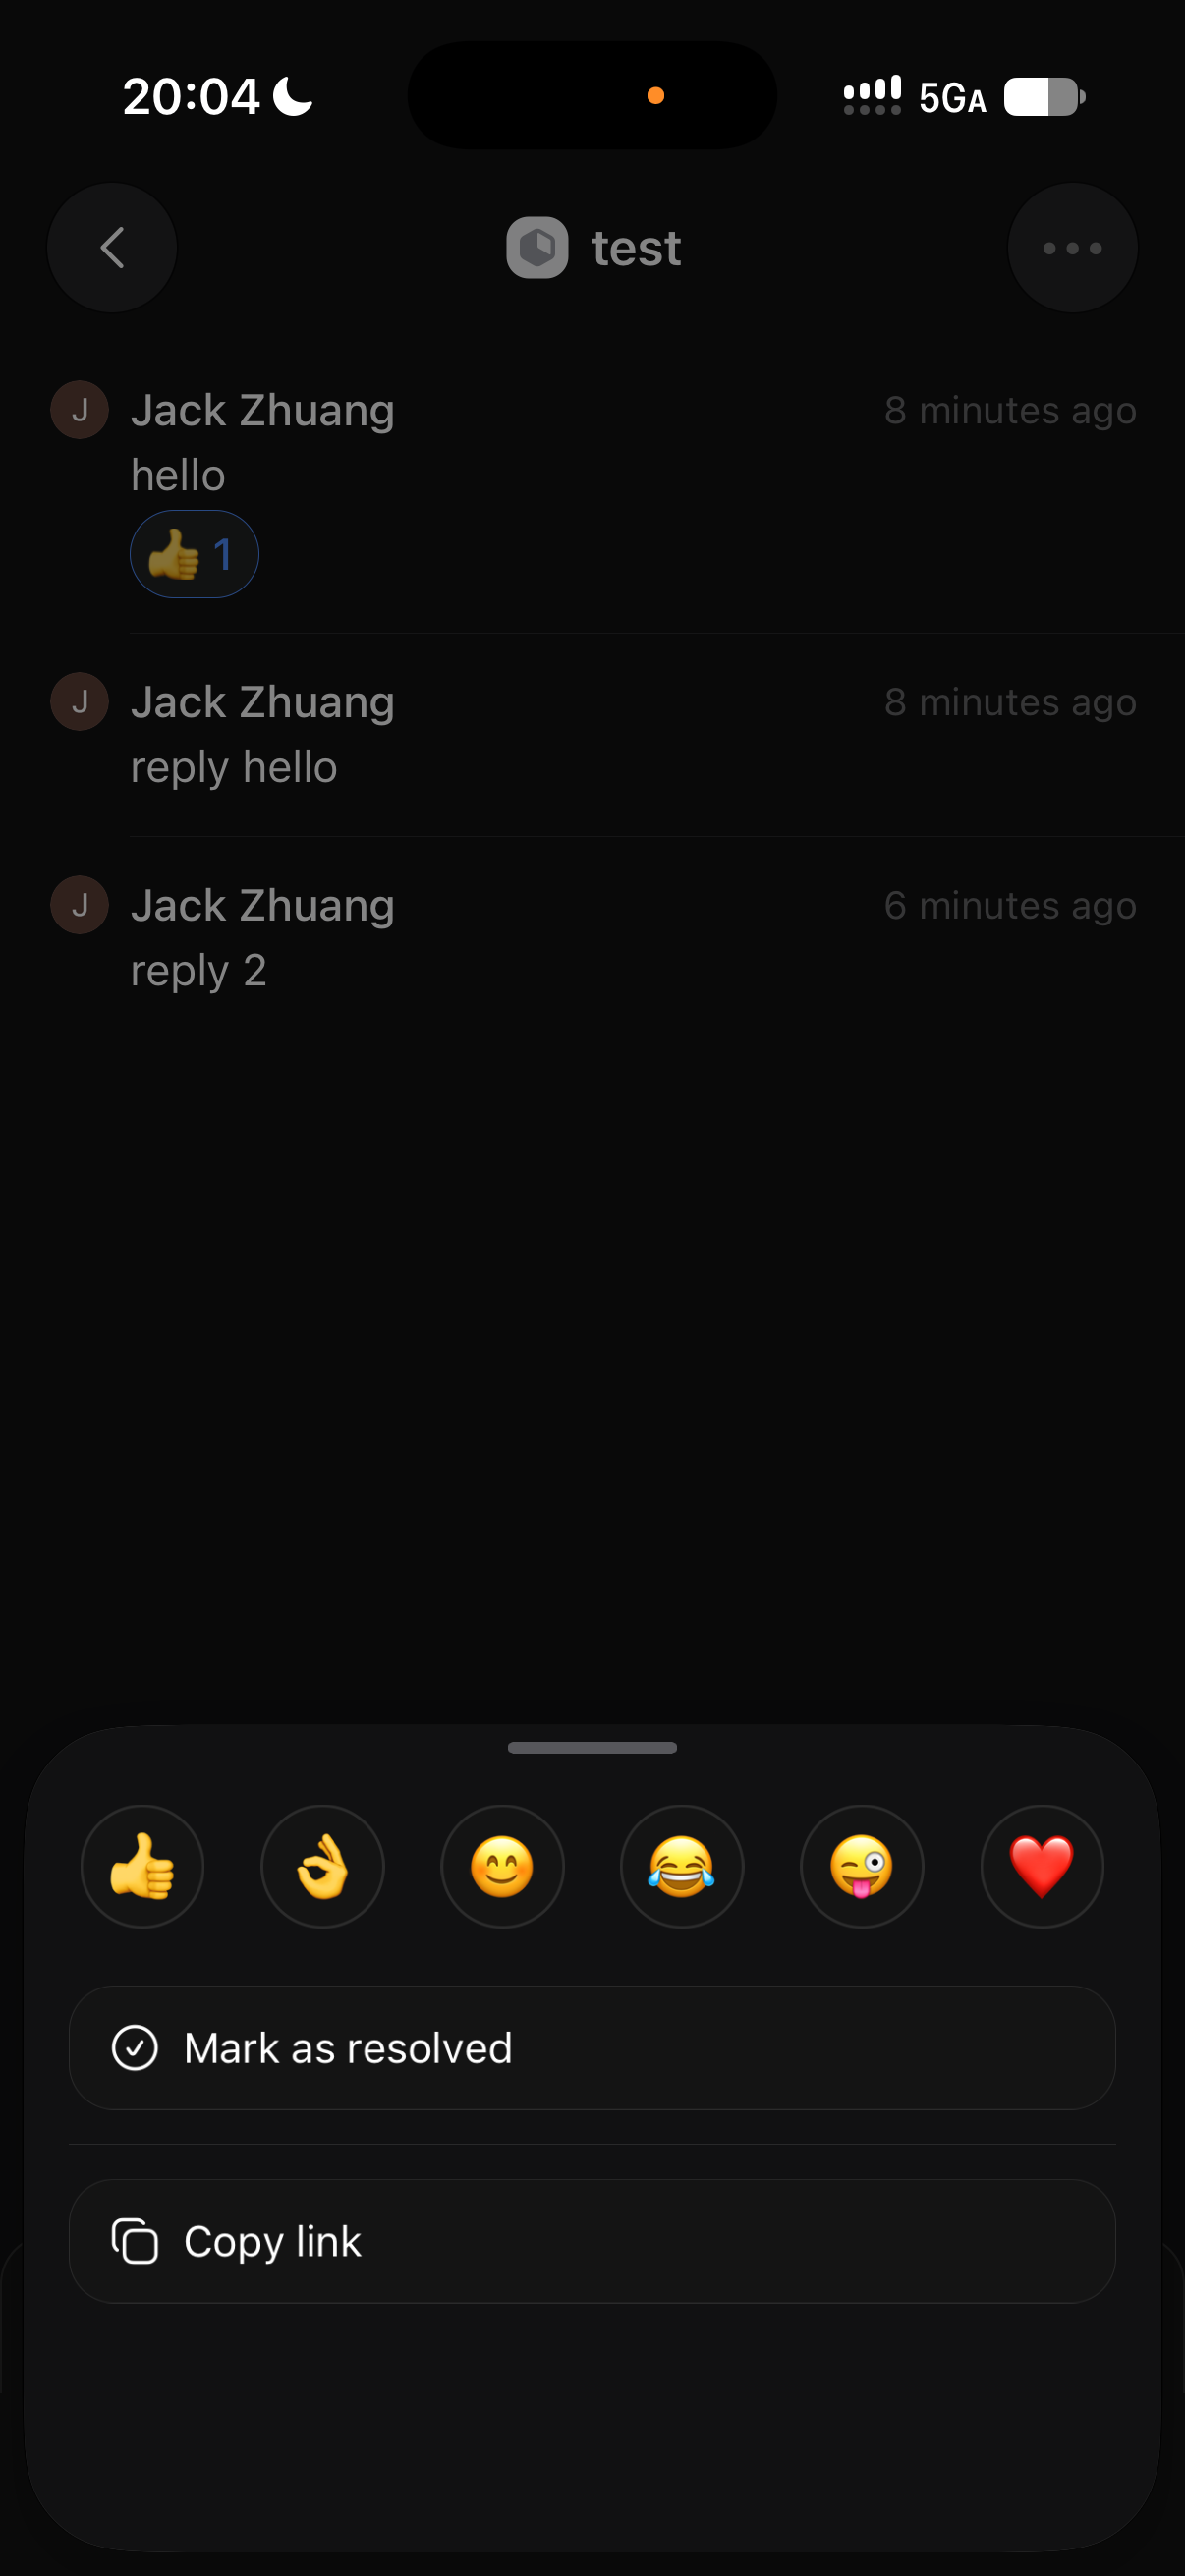 20:04
5GA
test
J
Jack Zhuang
8 minutes ago
hello
👍 1
J
Jack Zhuang
8 minutes ago
reply hello
J
Jack Zhuang
6 minutes ago
reply 2
Mark as resolved
Copy link